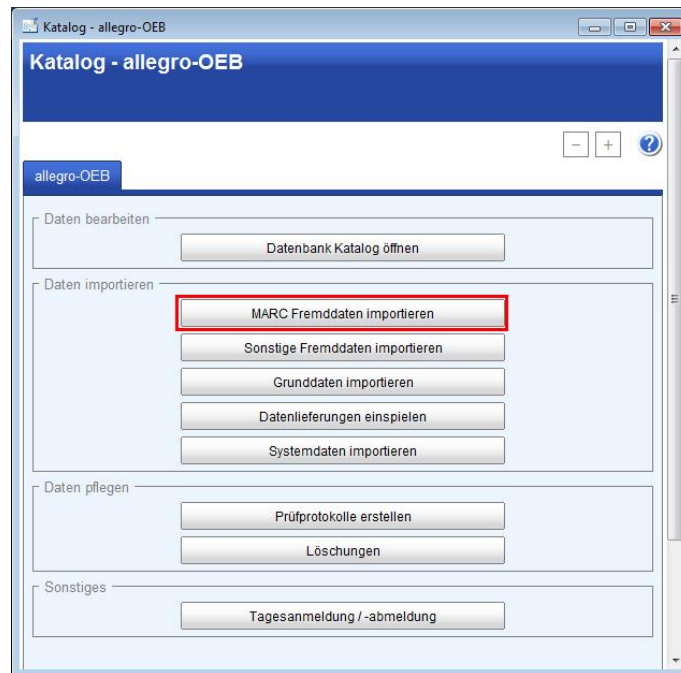 Katalog - allegro-OEB
Katalog - allegro-OEB
- +
allegro-OEB
Daten bearbeiten
Datenbank Katalog öffnen
Daten importieren
MARC Fremddaten importieren
Sonstige Fremddaten importieren
Grunddaten importieren
Datenlieferungen einspielen
Systemdaten importieren
Daten pflegen
Prüfprotokolle erstellen
Löschungen
Sonstiges
Tagesanmeldung / -abmeldung